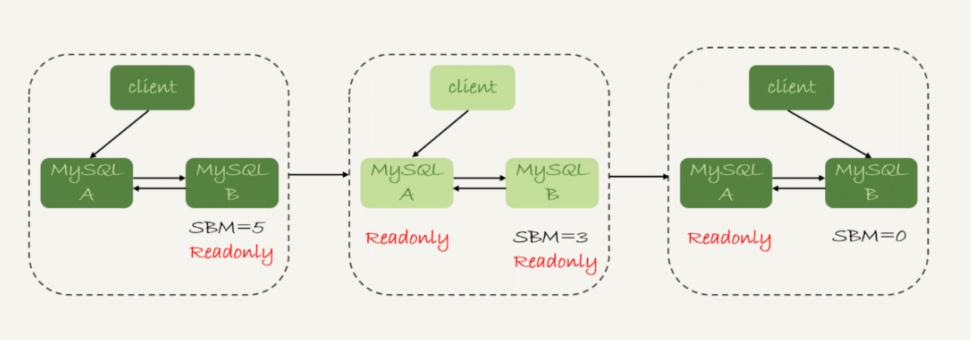 client
MySQL
A
MySQL
B
SBM=5
Readonly
client
MySQL
A
MySQL
B
Readonly
SBM=3
Readonly
client
MySQL
A
MySQL
B
Readonly
SBM=0